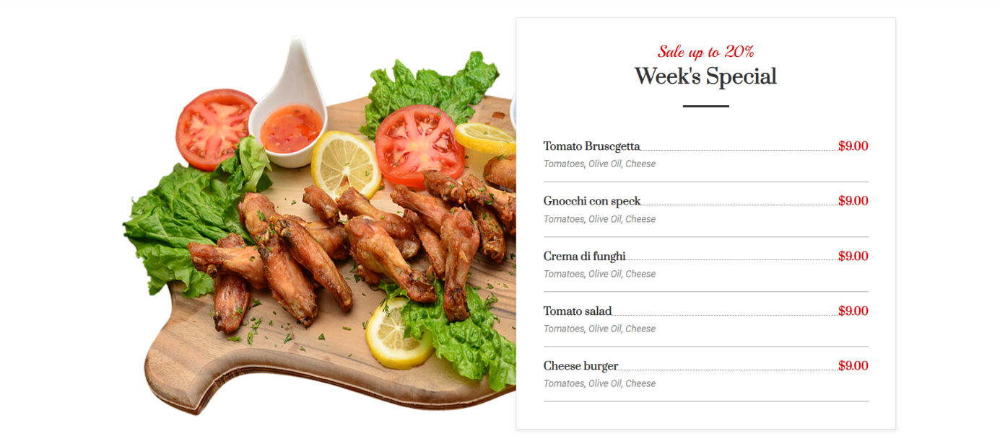 Sale up to 20%
Week's Special
Tomato Bruscgetta $9.00
Tomatoes, Olive Oil, Cheese
Gnocchi con speck $9.00
Tomatoes, Olive Oil, Cheese
Crema di funghi $9.00
Tomatoes, Olive Oil, Cheese
Tomato salad $9.00
Tomatoes, Olive Oil, Cheese
Cheese burger $9.00
Tomatoes, Olive Oil, Cheese